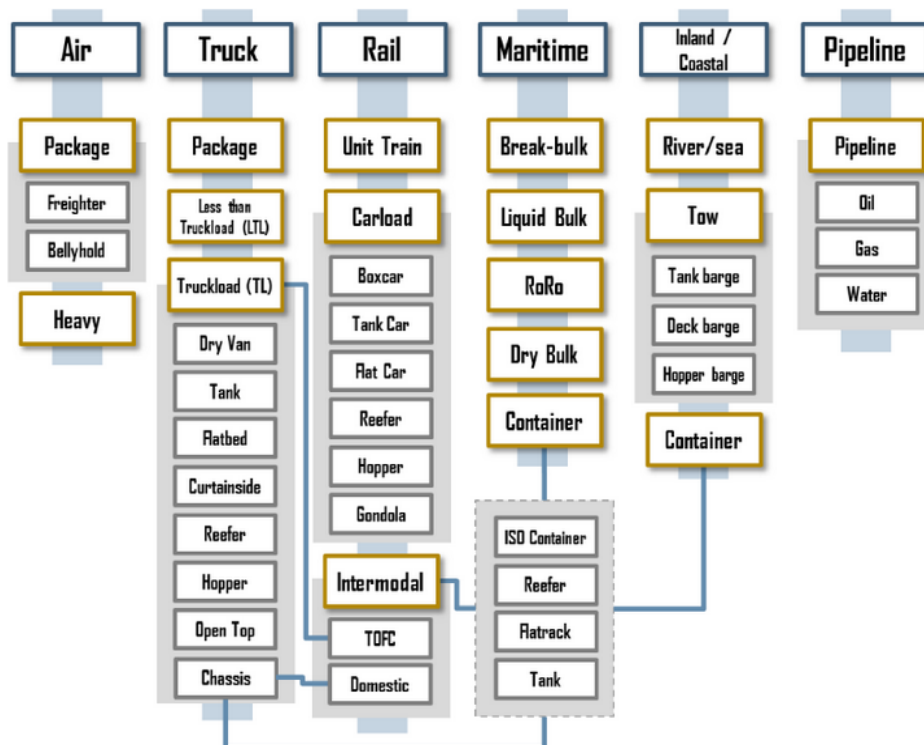 Air
Truck
Rail
Maritime
Inland /
Coastal
Pipeline
Package
Freighter
Bellyhold
Heavy
Package
Less than
Truckload (LTL)
Truckload (TL)
Dry Van
Tank
Flatbed
Curtainside
Reefer
Hopper
Open Top
Chassis
Unit Train
Carload
Boxcar
Tank Car
Flat Car
Reefer
Hopper
Gondola
Intermodal
TOFC
Domestic
Break-bulk
Liquid Bulk
RoRo
Dry Bulk
Container
ISO Container
Reefer
Flatrack
Tank
River/sea
Tow
Tank barge
Deck barge
Hopper barge
Container
Pipeline
Oil
Gas
Water